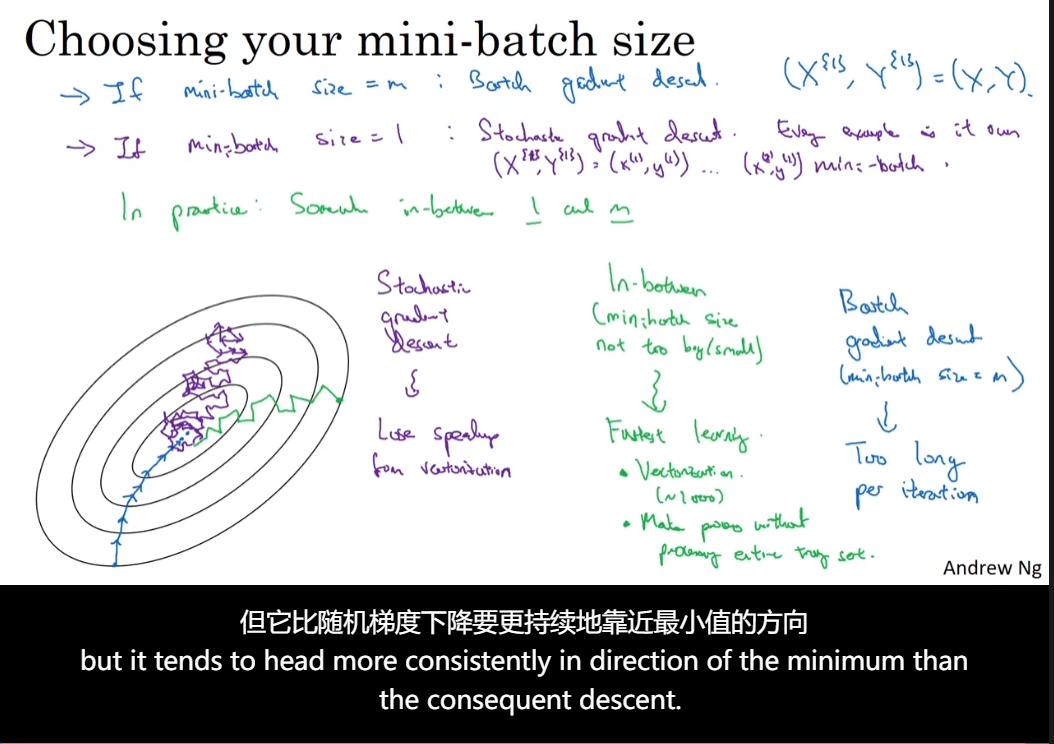 Choosing your mini-batch size
→ If mini-batch size = m : Batch gradient descent. (X^{1}, Y^{1}) = (X, Y).
→ If mini-batch size = 1 : Stochastic gradient descent. Every example is it own
(X^{1}, Y^{1}) = (x^(1), y^(1)) ... mini-batch.
In practice: Somewhere in-between 1 and m
Stochastic
gradient
descent
Lose speedup
from vectorization
In-between
(mini-batch size
not too big/small)
Fastest learning.
• Vectorization.
(~1000)
• Make progress without
processing entire training set.
Batch
gradient descent
(mini-batch size = m)
Too long
per iteration
Andrew Ng
但它比随机梯度下降要更持续地靠近最小值的方向
but it tends to head more consistently in direction of the minimum than
the consequent descent.